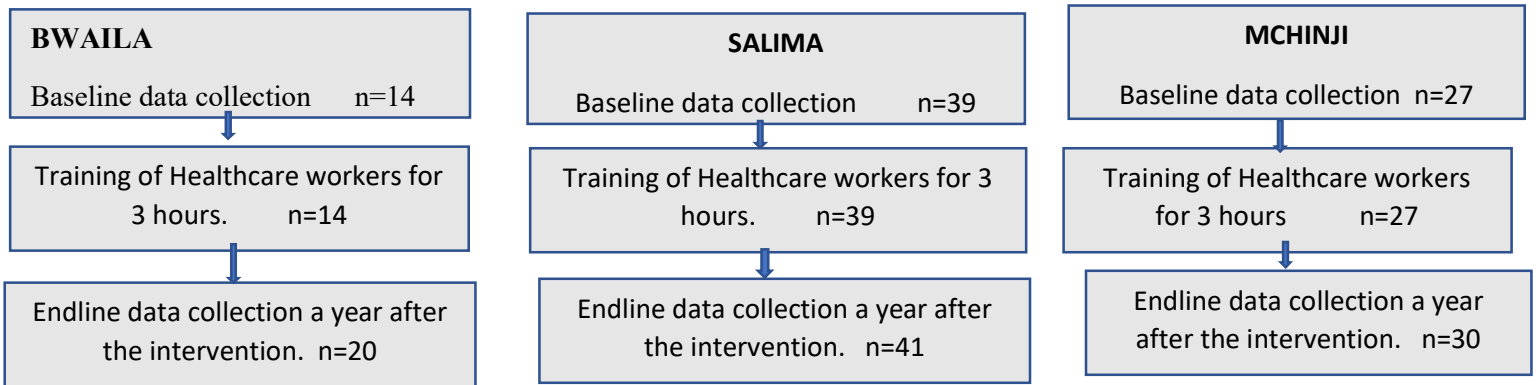 BWAILA
Baseline data collection n=14
Training of Healthcare workers for
3 hours. n=14
Endline data collection a year after
the intervention. n=20
SALIMA
Baseline data collection n=39
Training of Healthcare workers for 3
hours. n=39
Endline data collection a year after
the intervention. n=41
MCHINJI
Baseline data collection n=27
Training of Healthcare workers
for 3 hours n=27
Endline data collection a year
after the intervention. n=30